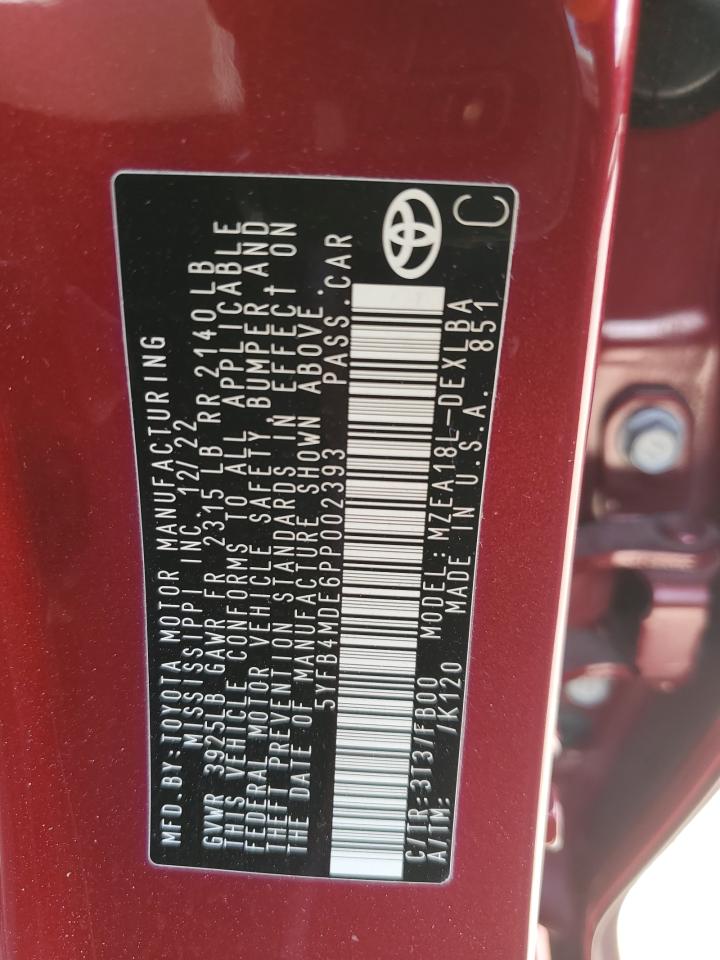 MFD BY:TOYOTA MOTOR MANUFACTURING
MISSISSIPPI INC. 12/22
GVWR 3925LB GAWR FR 2315 LB RR 2140LB
THIS VEHICLE CONFORMS TO ALL APPLICABLE
FEDERAL MOTOR VEHICLE SAFETY BUMPER AND
THEFT PREVENTION STANDARDS IN EFFECT ON
THE DATE OF MANUFACTURE SHOWN ABOVE.
5YFB4MDE6PP002393 PASS.CAR
C/TR:3T3/FB00 MODEL:MZEA18L-DEXLBA
A/TM: /K120 MADE IN U.S.A. 851
C